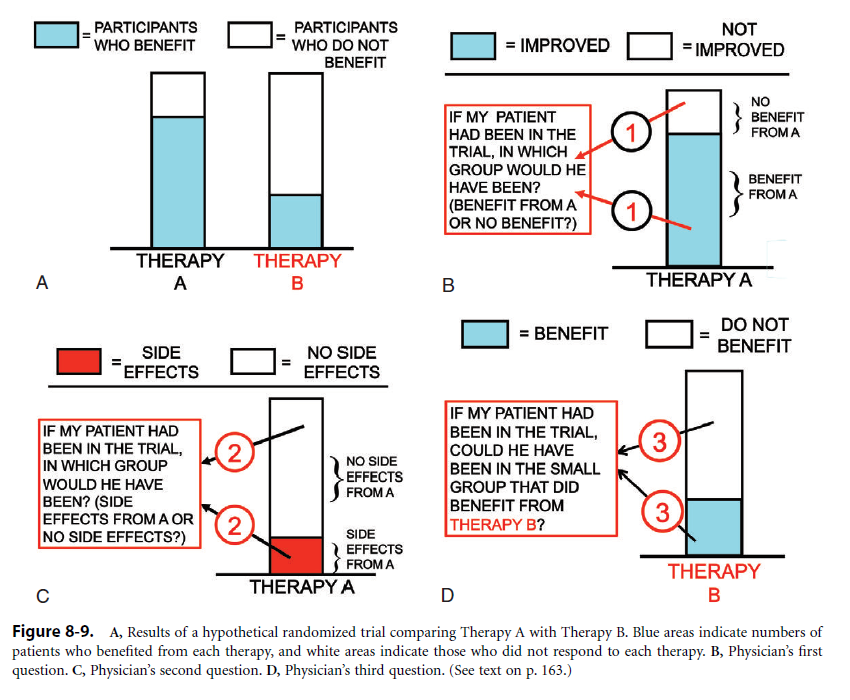 = PARTICIPANTS
WHO BENEFIT
= PARTICIPANTS
WHO DO NOT
BENEFIT
THERAPY
A
THERAPY
B
A
= IMPROVED
NOT
= IMPROVED
IF MY PATIENT
HAD BEEN IN THE
TRIAL, IN WHICH
GROUP WOULD HE
HAVE BEEN?
(BENEFIT FROM A
OR NO BENEFIT?)
1
1
NO
BENEFIT
FROM A
BENEFIT
FROM A
THERAPY A
B
= SIDE
EFFECTS
= NO SIDE
EFFECTS
IF MY PATIENT HAD
BEEN IN THE TRIAL,
IN WHICH GROUP
WOULD HE HAVE
BEEN? (SIDE
EFFECTS FROM A OR
NO SIDE EFFECTS?)
2
2
NO SIDE
EFFECTS
FROM A
SIDE
EFFECTS
FROM A
THERAPY A
C
= BENEFIT
= DO NOT
BENEFIT
IF MY PATIENT HAD
BEEN IN THE TRIAL,
COULD HE HAVE
BEEN IN THE SMALL
GROUP THAT DID
BENEFIT FROM
THERAPY B?
3
3
THERAPY
B
D
Figure 8-9. A, Results of a hypothetical randomized trial comparing Therapy A with Therapy B. Blue areas indicate numbers of
patients who benefited from each therapy, and white areas indicate those who did not respond to each therapy. B, Physician's first
question. C, Physician's second question. D, Physician's third question. (See text on p. 163.)